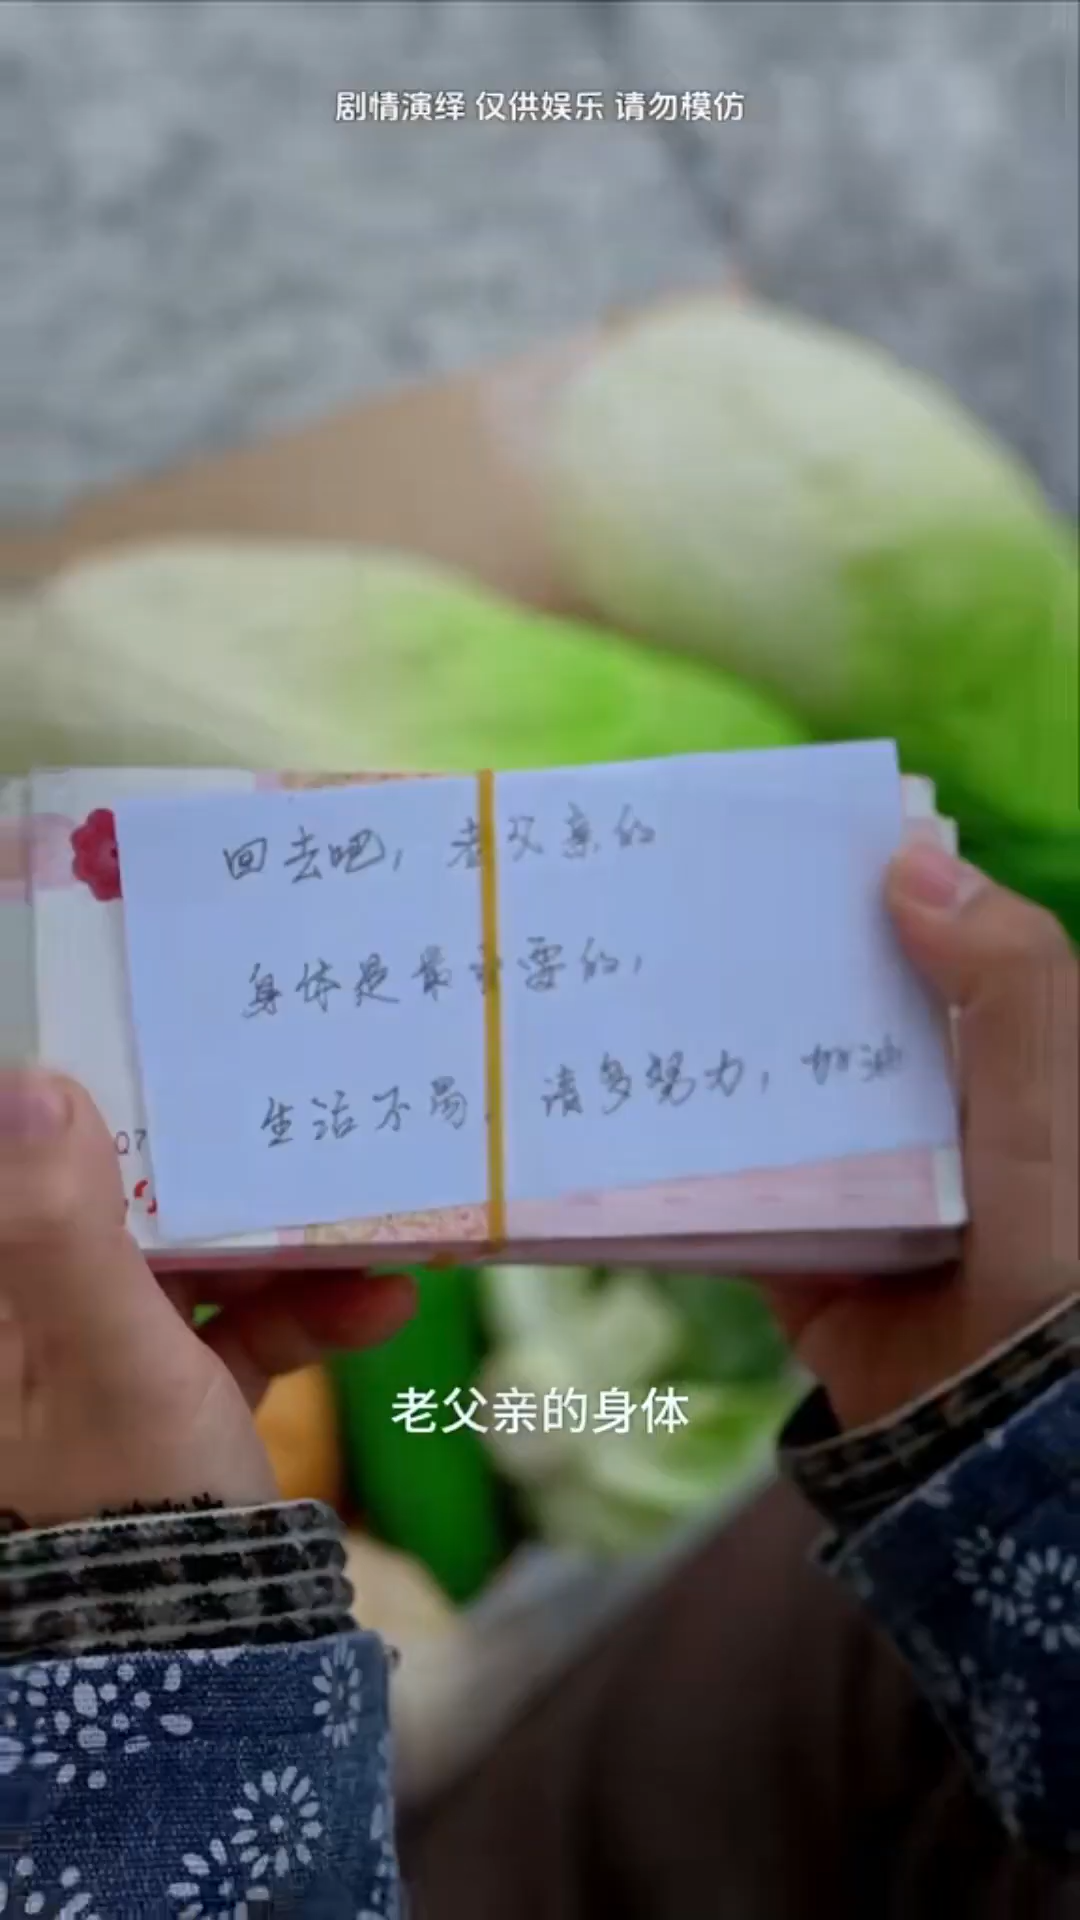 剧情演绎 仅供娱乐 请勿模仿
回去吧，老父亲的
身体是最重要的，
生活不易，请多努力，加油
Q7
老父亲的身体